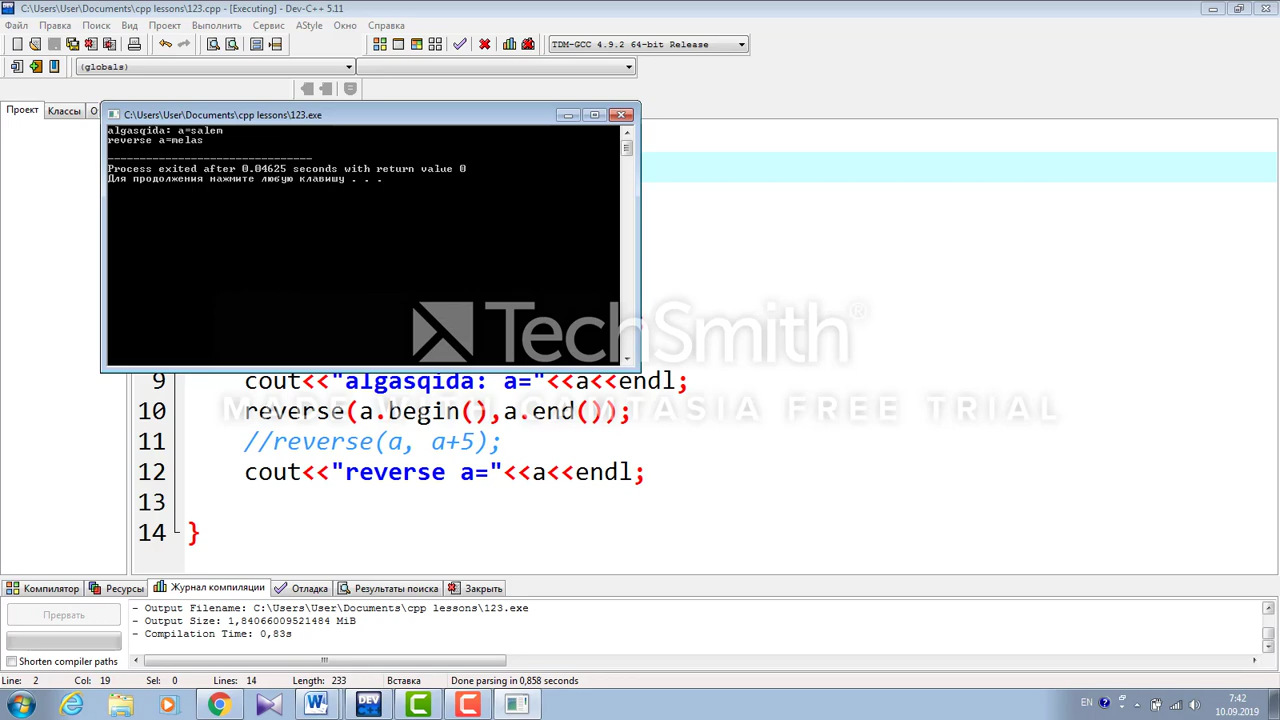 C:\Users\User\Documents\cpp lessons\123.cpp - [Executing] - Dev-C++ 5.11
Файл Правка Поиск Вид Проект Выполнить Сервис AStyle Окно Справка
TDM-GCC 4.9.2 64-bit Release
(globals)
Проект Классы О
C:\Users\User\Documents\cpp lessons\123.exe
algasqida: a=salem
reverse a=melas
--------------------------------
Process exited after 0.04625 seconds with return value 0
Для продолжения нажмите любую клавишу . . .
TechSmith®
MADE WITH CAMTASIA FREE TRIAL
9 cout<<"algasqida: a="<<a<<endl;
10 reverse(a.begin(),a.end());
11 //reverse(a, a+5);
12 cout<<"reverse a="<<a<<endl;
13
14 }
Компилятор Ресурсы Журнал компиляции Отладка Результаты поиска Закрыть
Прервать
Shorten compiler paths
- Output Filename: C:\Users\User\Documents\cpp lessons\123.exe
- Output Size: 1,84066009521484 MiB
- Compilation Time: 0,83s
Line: 2 Col: 19 Sel: 0 Lines: 14 Length: 233 Вставка Done parsing in 0,858 seconds
EN 7:42
10.09.2019